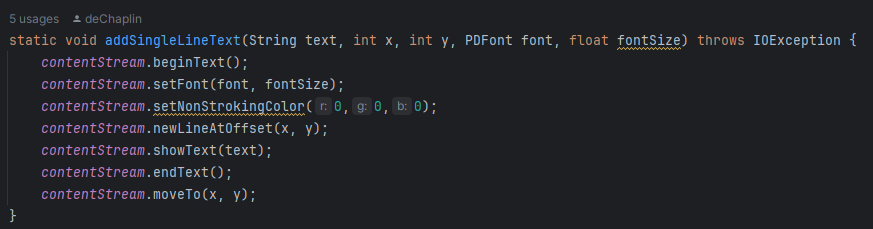 5 usages deChaplin
static void addSingleLineText(String text, int x, int y, PDFont font, float fontSize) throws IOException {
    contentStream.beginText();
    contentStream.setFont(font, fontSize);
    contentStream.setNonStrokingColor( r: 0, g: 0, b: 0);
    contentStream.newLineAtOffset(x, y);
    contentStream.showText(text);
    contentStream.endText();
    contentStream.moveTo(x, y);
}